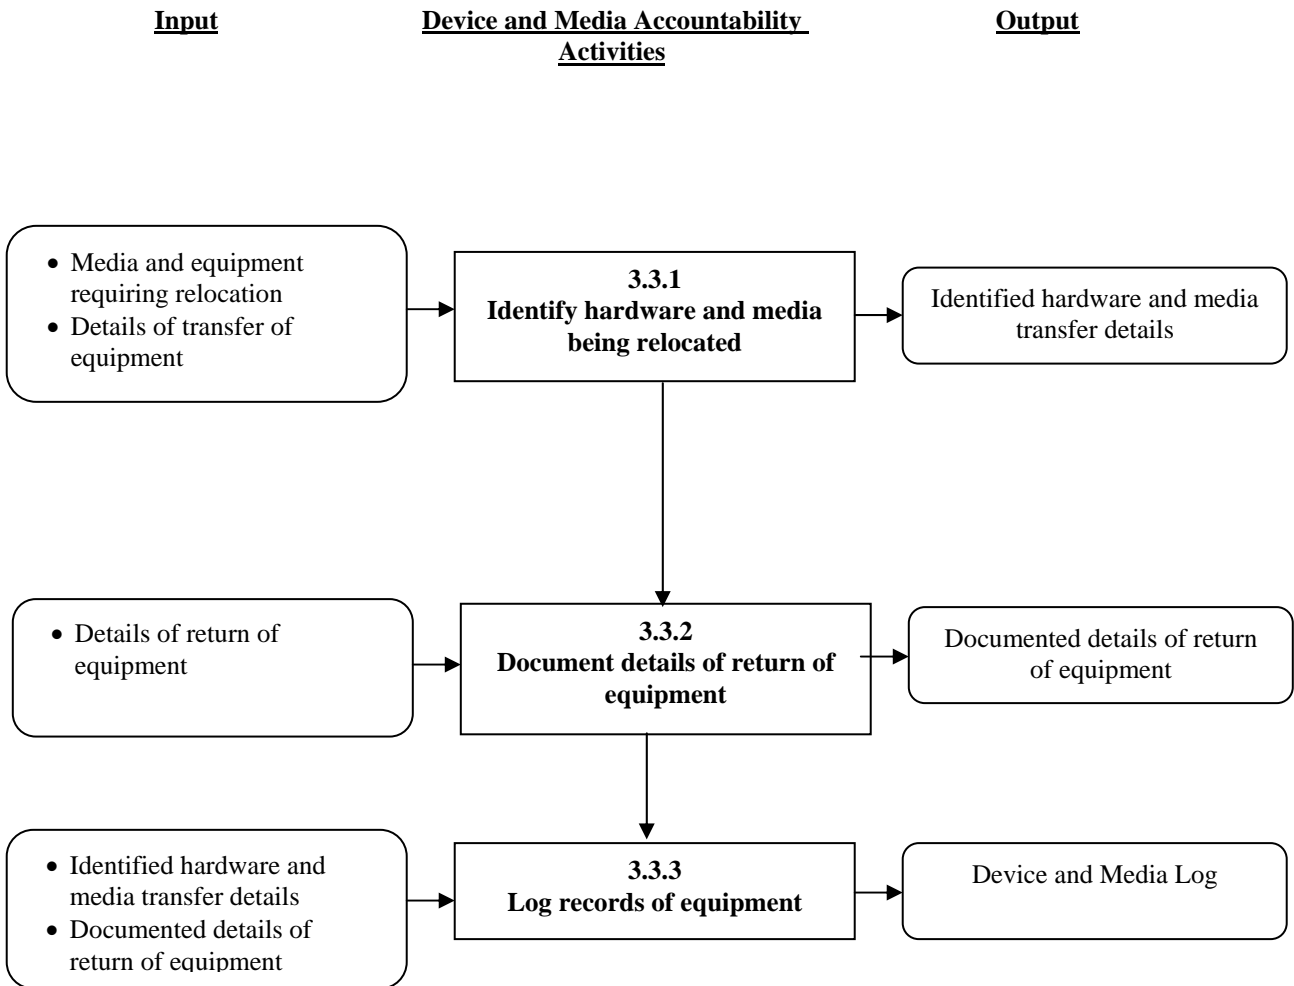 Input
Device and Media Accountability
Activities
Output
• Media and equipment
requiring relocation
• Details of transfer of
equipment
3.3.1
Identify hardware and media
being relocated
Identified hardware and media
transfer details
• Details of return of
equipment
3.3.2
Document details of return of
equipment
Documented details of return
of equipment
• Identified hardware and
media transfer details
• Documented details of
return of equipment
3.3.3
Log records of equipment
Device and Media Log